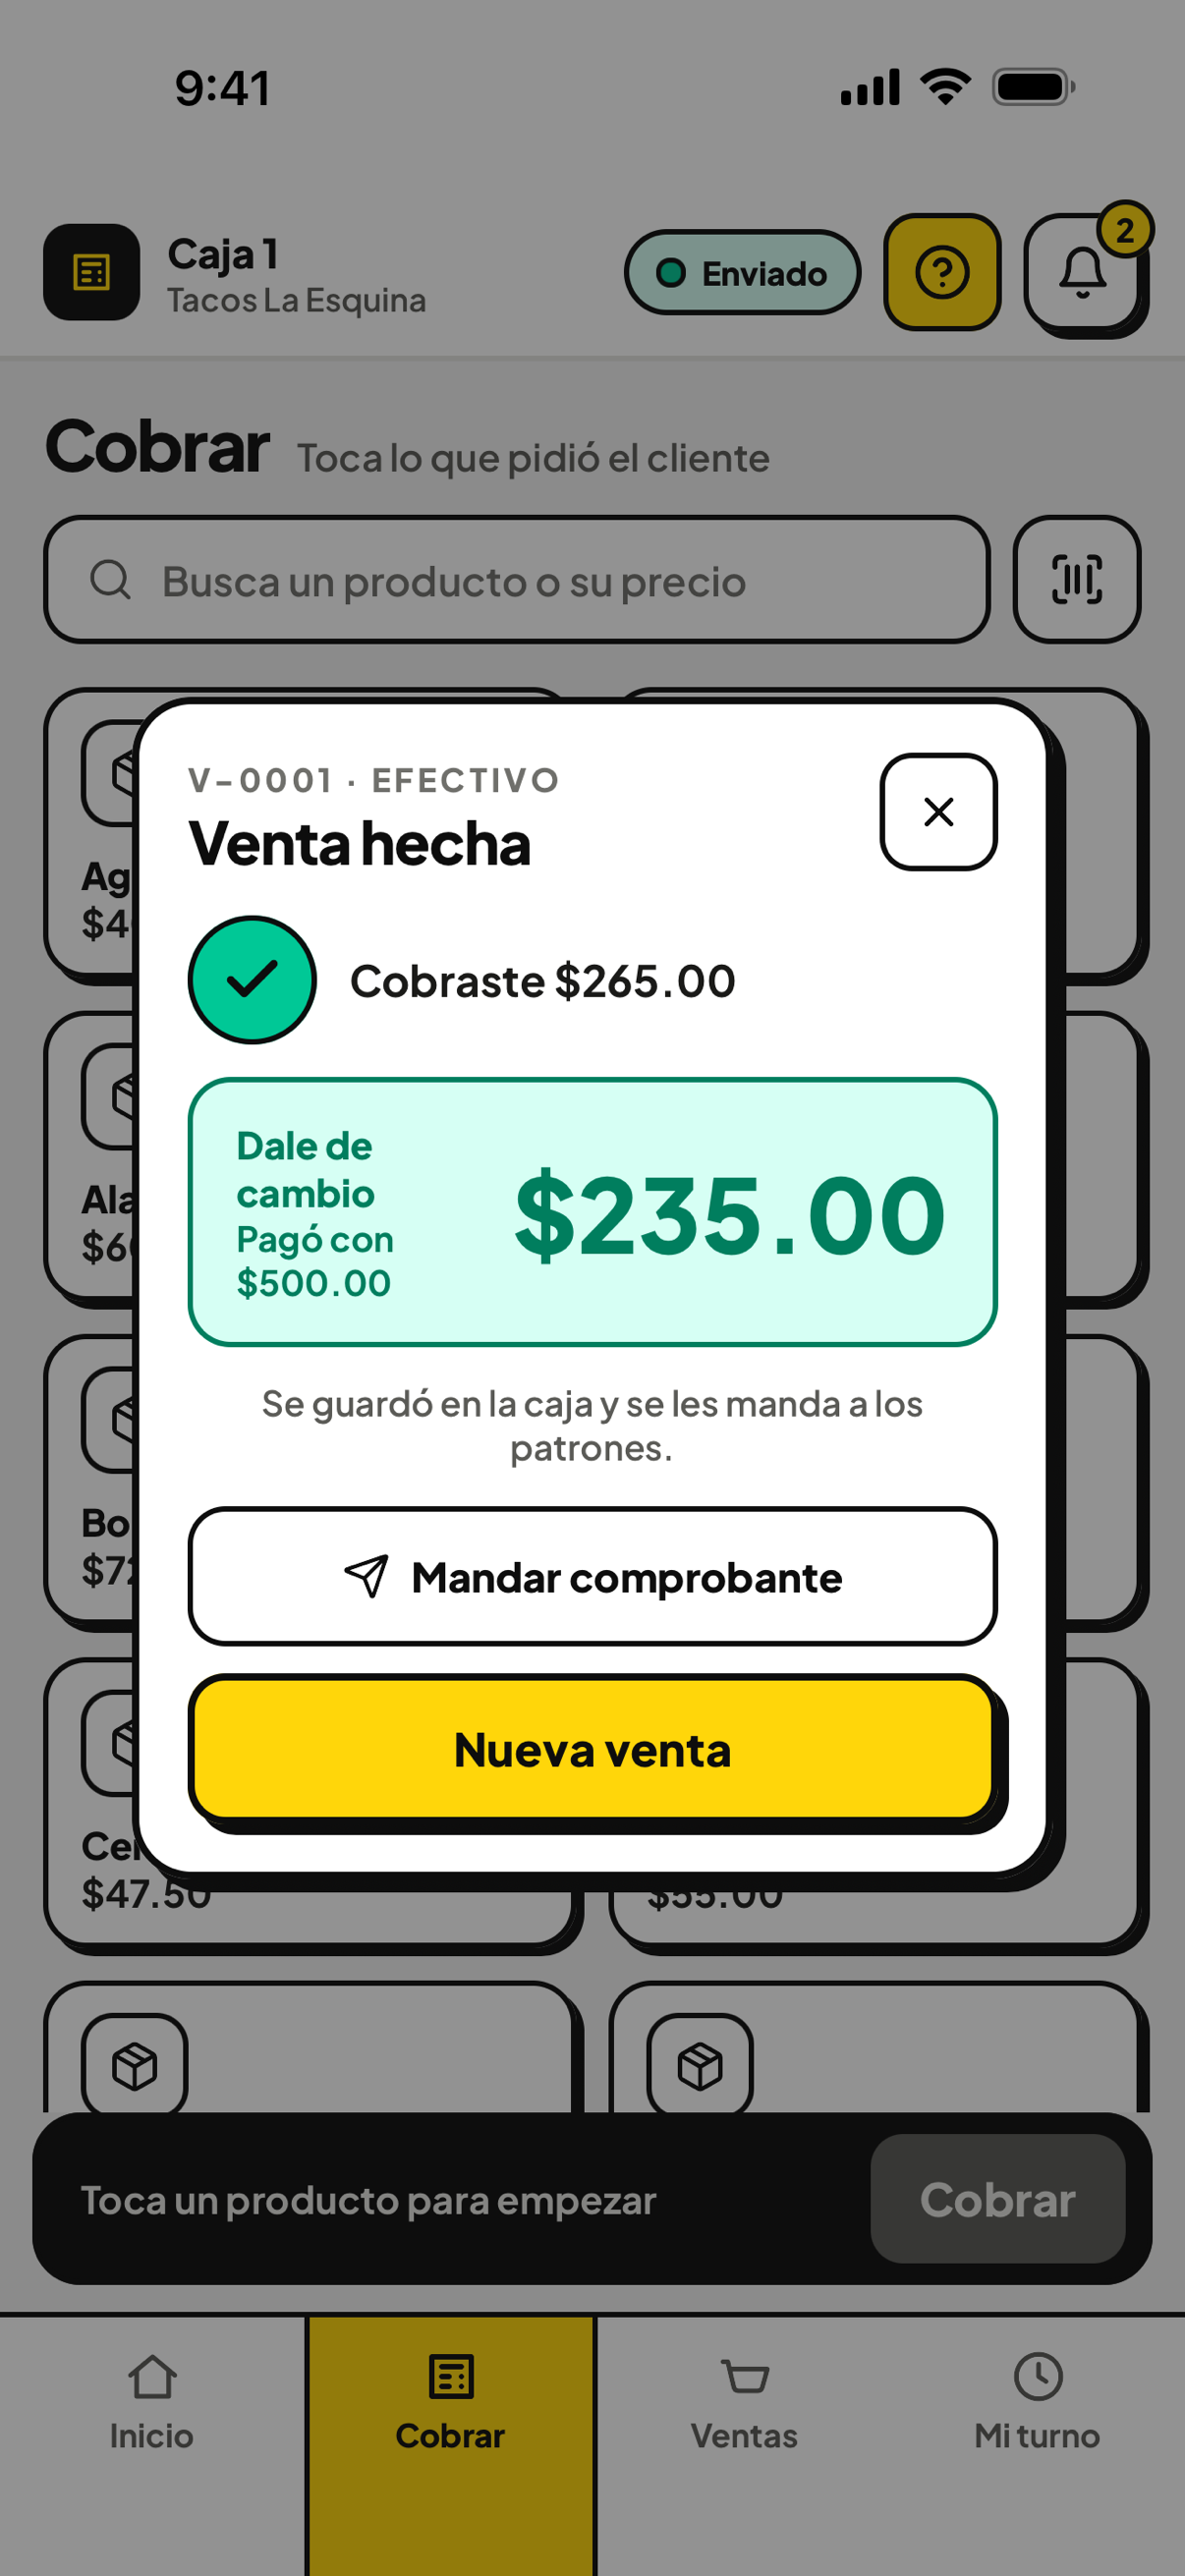 9:41
Caja 1
Tacos La Esquina
Enviado
2
Cobrar
Toca lo que pidió el cliente
Busca un producto o su precio
V-0001 · EFECTIVO
Venta hecha
Cobraste $265.00
Dale de
cambio
Pagó con
$500.00
$235.00
Se guardó en la caja y se les manda a los
patrones.
Mandar comprobante
Nueva venta
$47.50
$55.00
Toca un producto para empezar
Cobrar
Inicio
Cobrar
Ventas
Mi turno